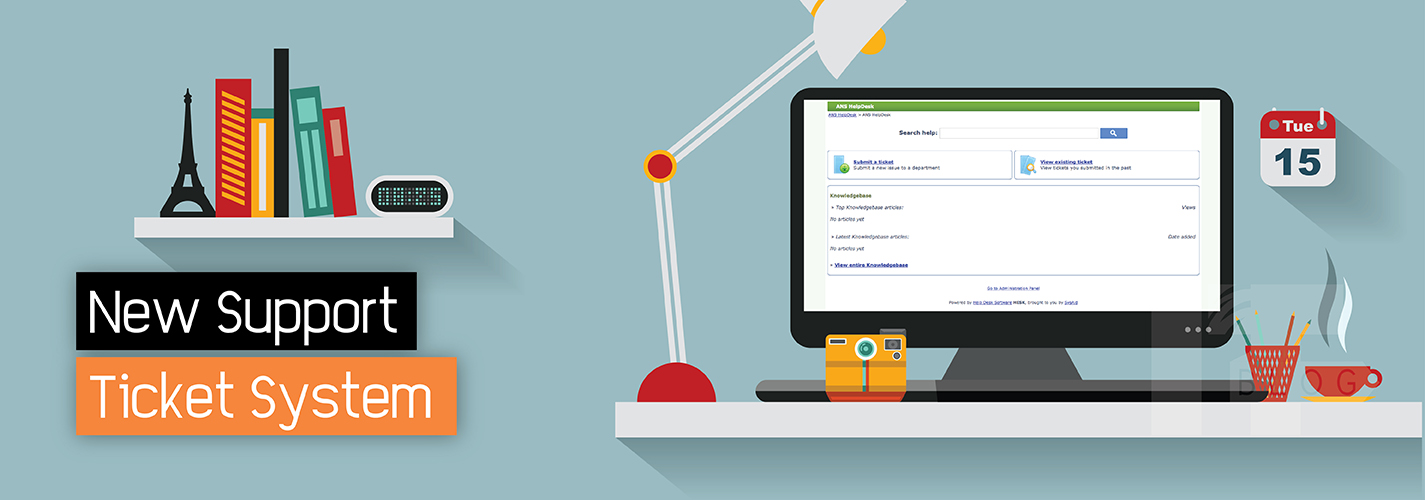 New Support
Ticket System
ANS HelpDesk
ANS HelpDesk > ANS HelpDesk
Search help:
Submit a ticket
Submit a new issue to a department
View existing ticket
View tickets you submitted in the past
Knowledgebase
» Top Knowledgebase articles: Views
No articles yet
» Latest Knowledgebase articles: Date added
No articles yet
» View entire Knowledgebase
Go to Administration Panel
Powered by Help Desk Software HESK, brought to you by SysAid
Tue
15
BLOG